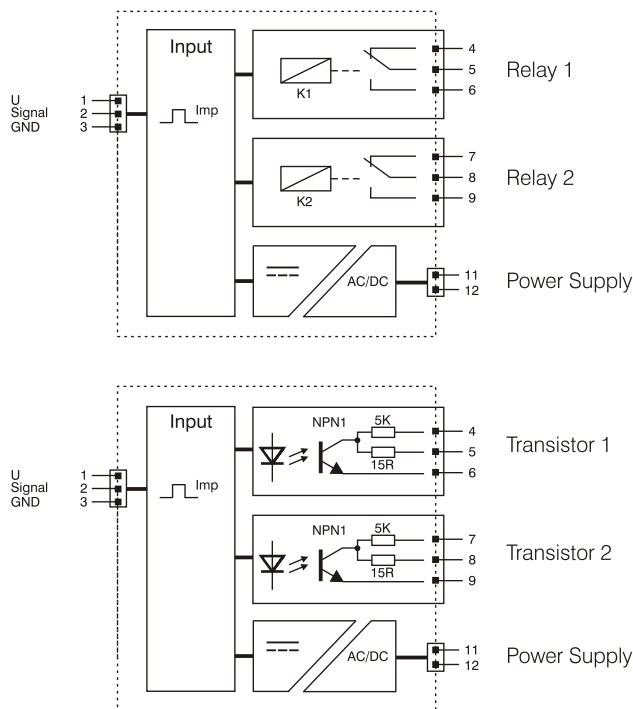 Input
4
K1
5
6
Relay 1
U 1
Signal 2
GND 3
Imp
7
K2
8
9
Relay 2
AC/DC
11
12
Power Supply
Input
NPN1
5K
4
5
15R
6
Transistor 1
U 1
Signal 2
GND 3
Imp
NPN1
5K
7
8
15R
9
Transistor 2
AC/DC
11
12
Power Supply